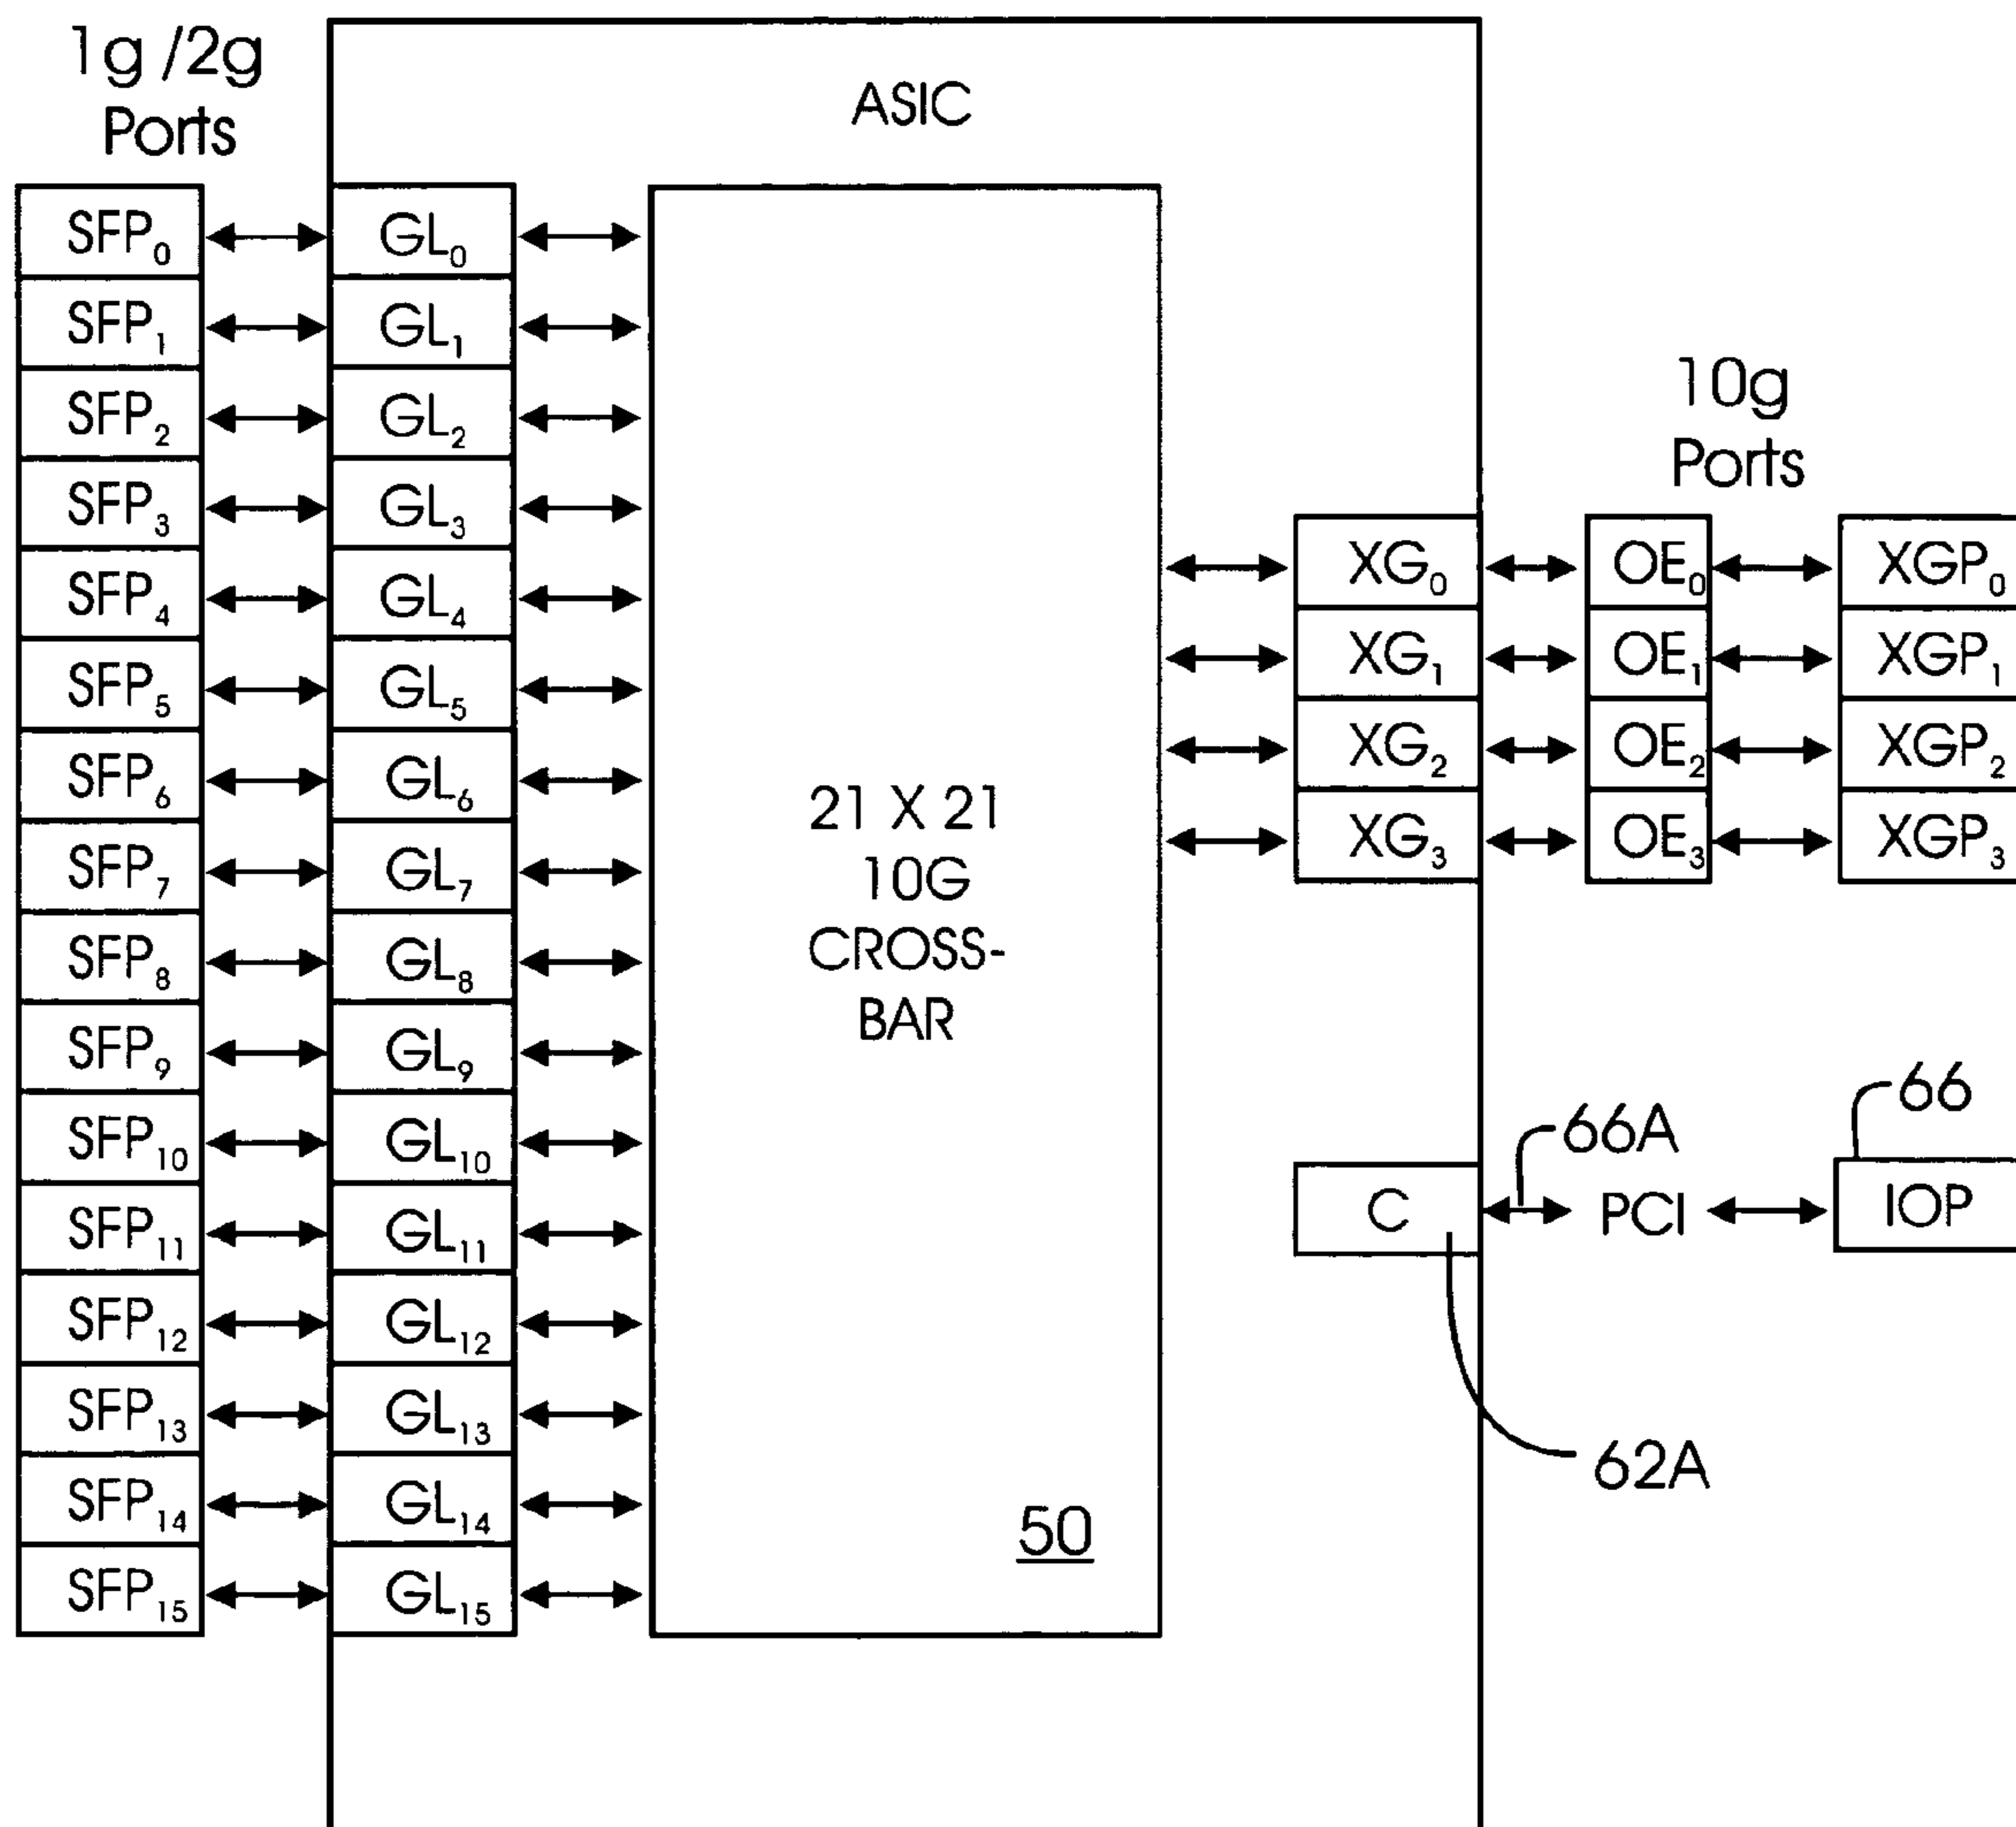 1g /2g
Ports
ASIC
SFP₀ GL₀
SFP₁ GL₁
SFP₂ GL₂
SFP₃ GL₃
SFP₄ GL₄
SFP₅ GL₅
SFP₆ GL₆
SFP₇ GL₇
SFP₈ GL₈
SFP₉ GL₉
SFP₁₀ GL₁₀
SFP₁₁ GL₁₁
SFP₁₂ GL₁₂
SFP₁₃ GL₁₃
SFP₁₄ GL₁₄
SFP₁₅ GL₁₅
21 X 21
10G
CROSS-
BAR
50
10g
Ports
XG₀ OE₀ XGP₀
XG₁ OE₁ XGP₁
XG₂ OE₂ XGP₂
XG₃ OE₃ XGP₃
66
66A
C PCI IOP
62A